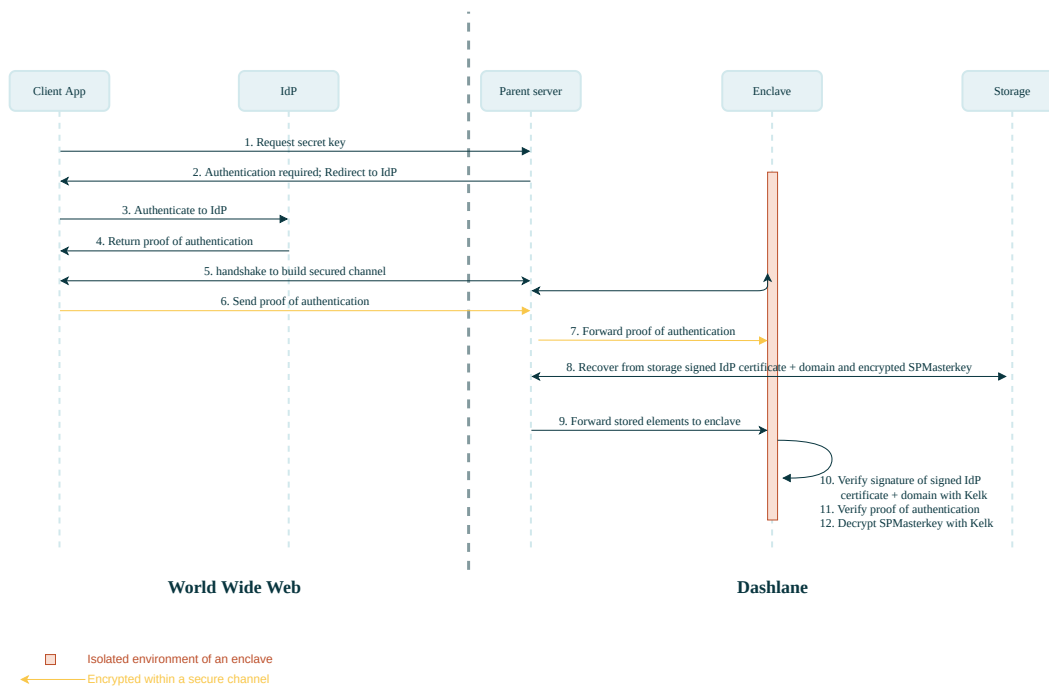 Client App
IdP
Parent server
Enclave
Storage
1. Request secret key
2. Authentication required; Redirect to IdP
3. Authenticate to IdP
4. Return proof of authentication
5. handshake to build secured channel
6. Send proof of authentication
7. Forward proof of authentication
8. Recover from storage signed IdP certificate + domain and encrypted SPMasterkey
9. Forward stored elements to enclave
10. Verify signature of signed IdP
certificate + domain with Kelk
11. Verify proof of authentication
12. Decrypt SPMasterkey with Kelk
World Wide Web
Dashlane
Isolated environment of an enclave
Encrypted within a secure channel